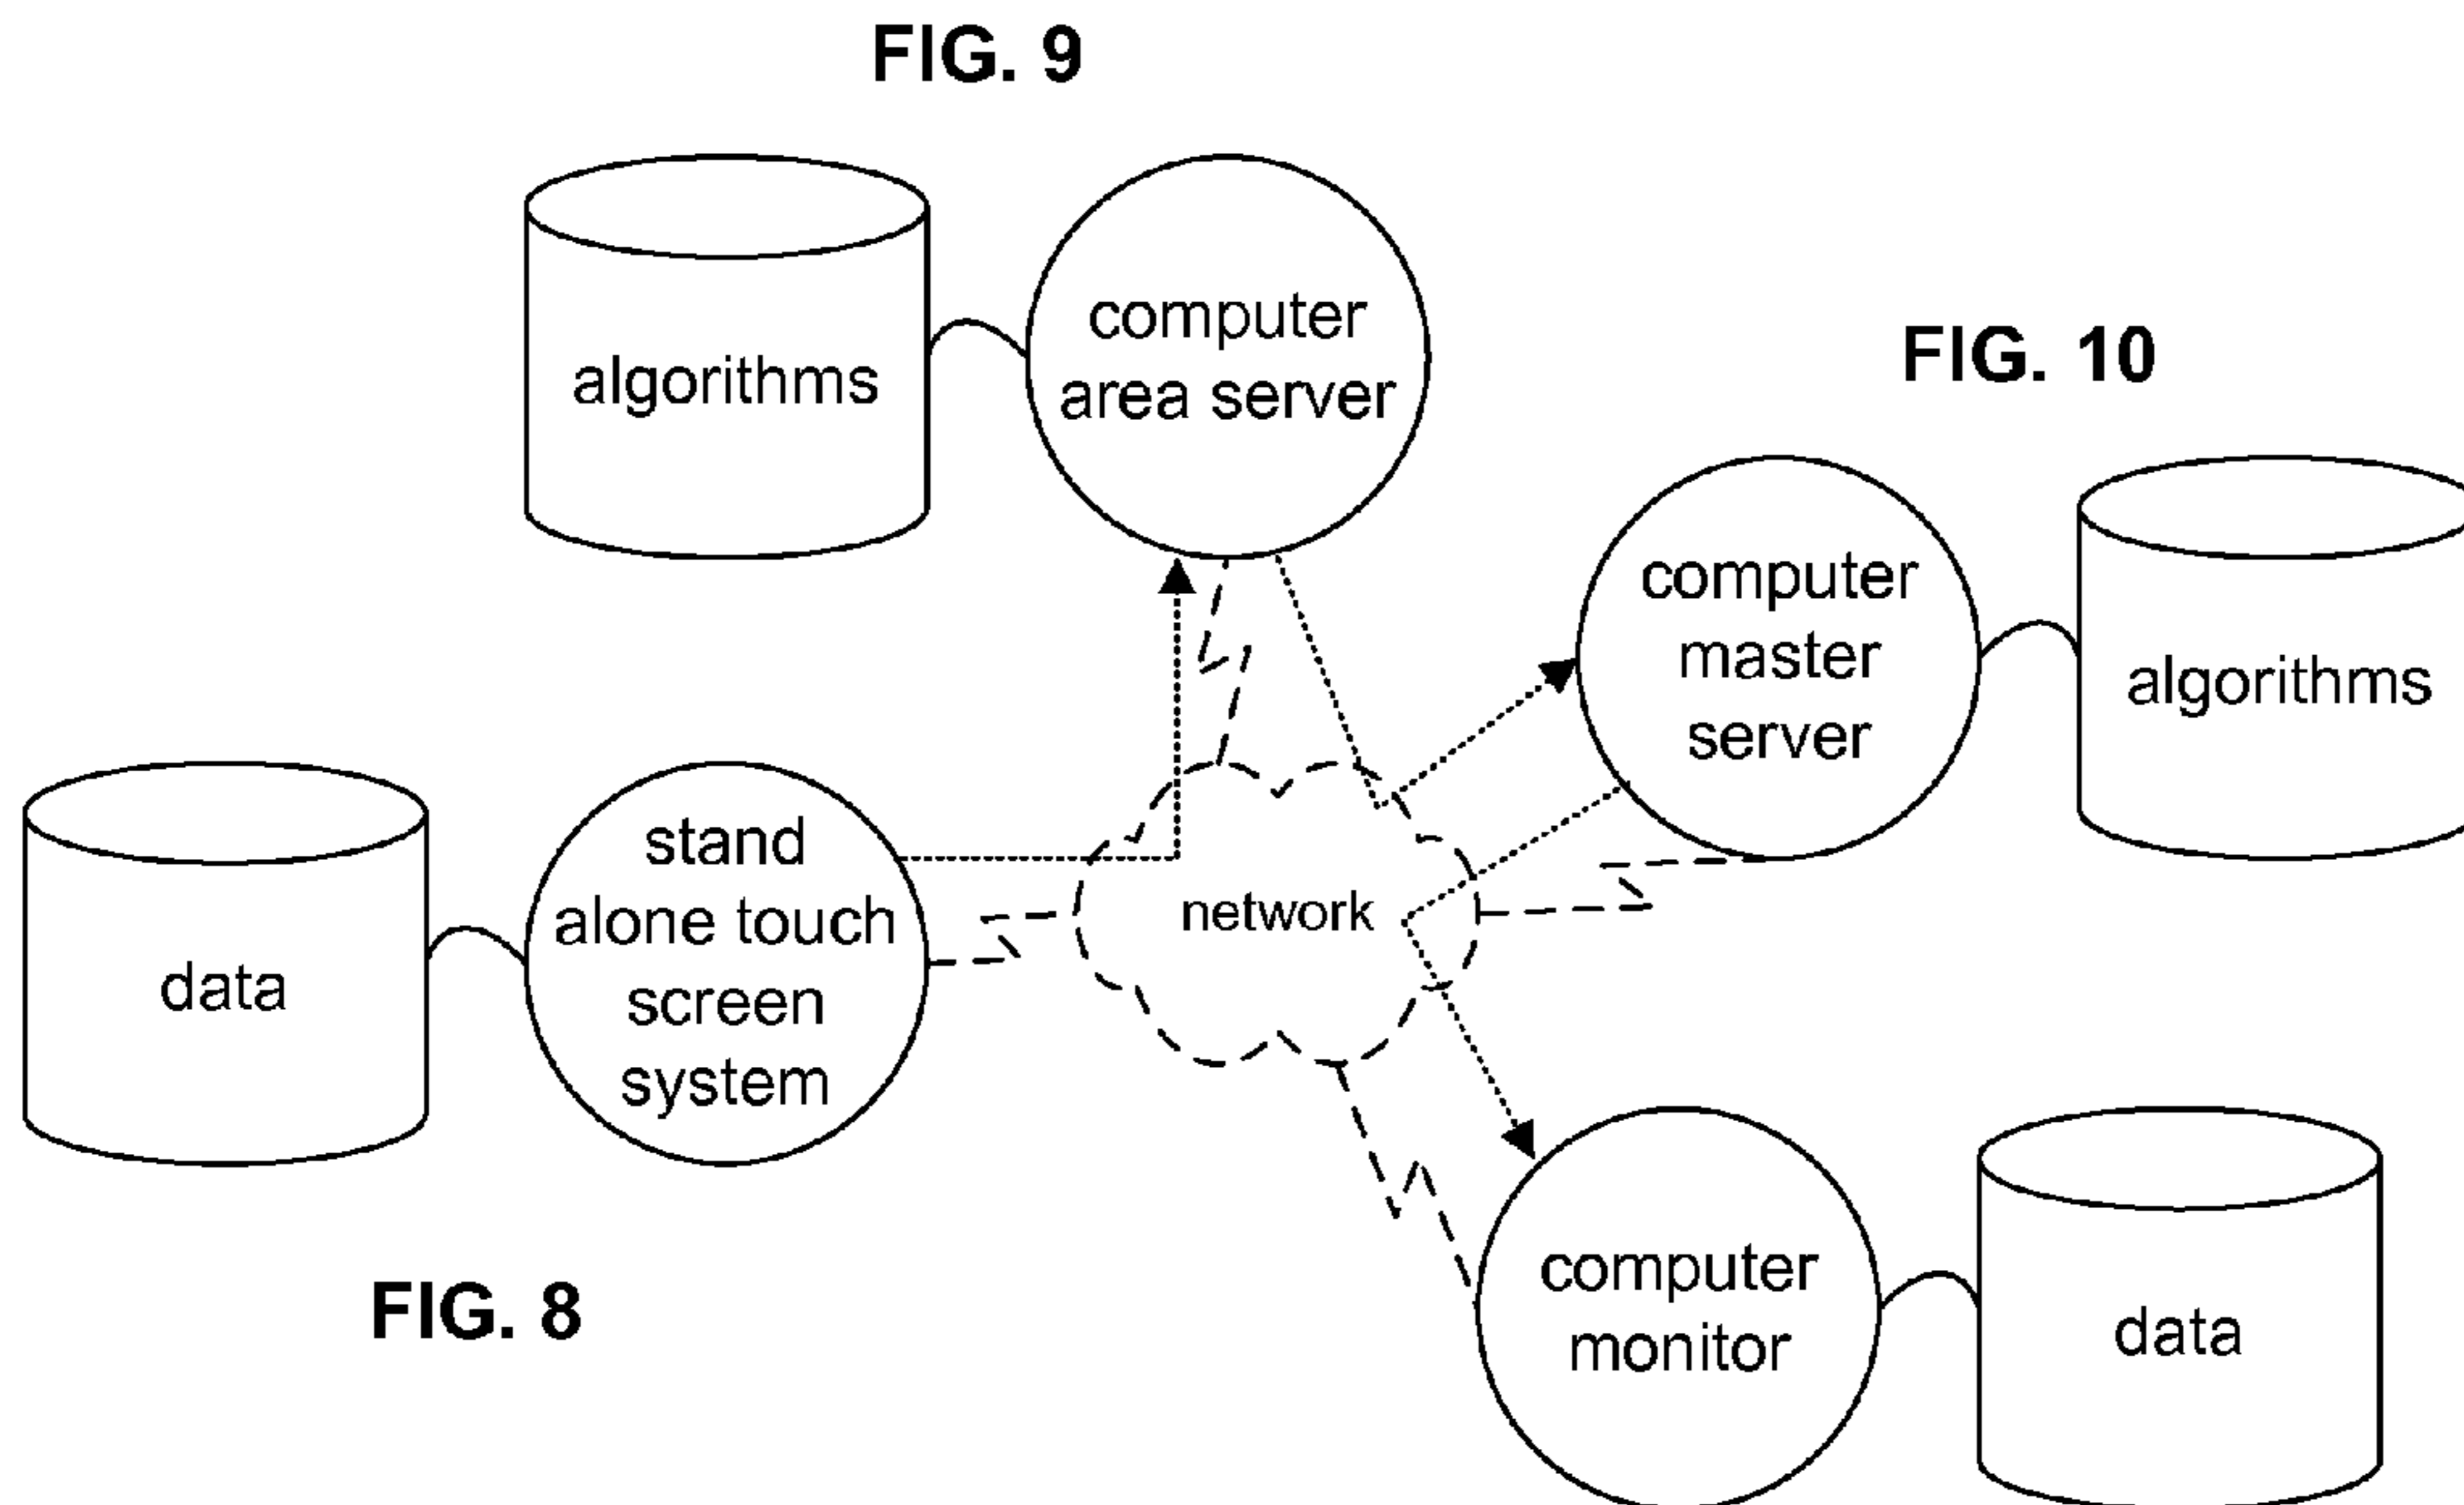 FIG. 9
algorithms
computer
area server
FIG. 10
computer
master
server
algorithms
data
stand
alone touch
screen
system
network
FIG. 8
computer
monitor
data